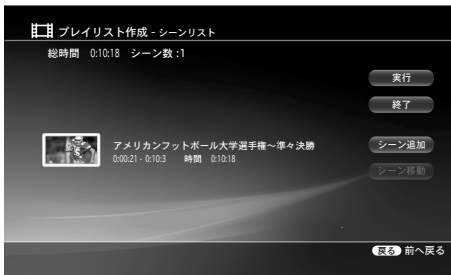 プレイリスト作成 - シーンリスト
総時間 0:10:18 シーン数 :1
実行
終了
アメリカンフットボール大学選手権～準々決勝
0:00:21 - 0:10:3 時間 0:10:18
シーン追加
シーン移動
戻る 前へ戻る